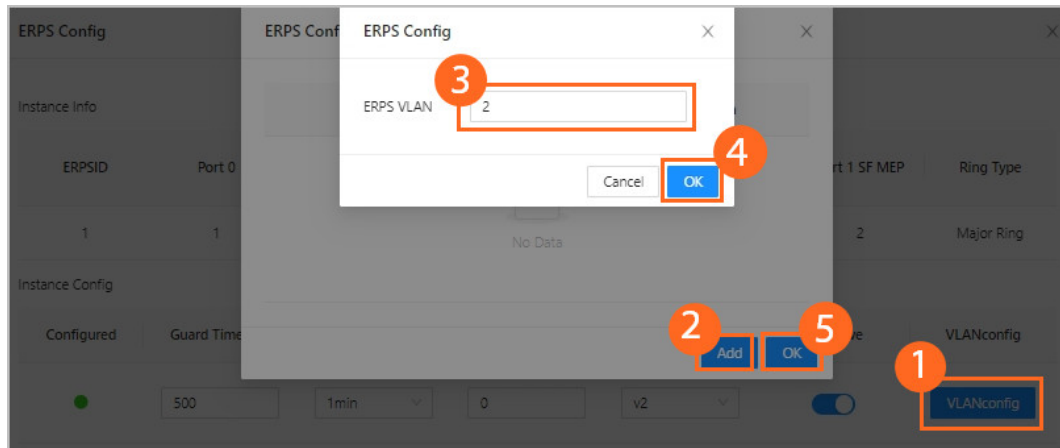 ERPS Config
ERPS Conf
ERPS Config
3
ERPS VLAN
2
Instance Info
4
Cancel
OK
ERPSID
Port 0
rt 1 SF MEP
Ring Type
1
1
No Data
2
Major Ring
Instance Config
Configured
Guard Time
2
Add
5
OK
ve
VLANconfig
1
500
1min
0
v2
VLANconfig